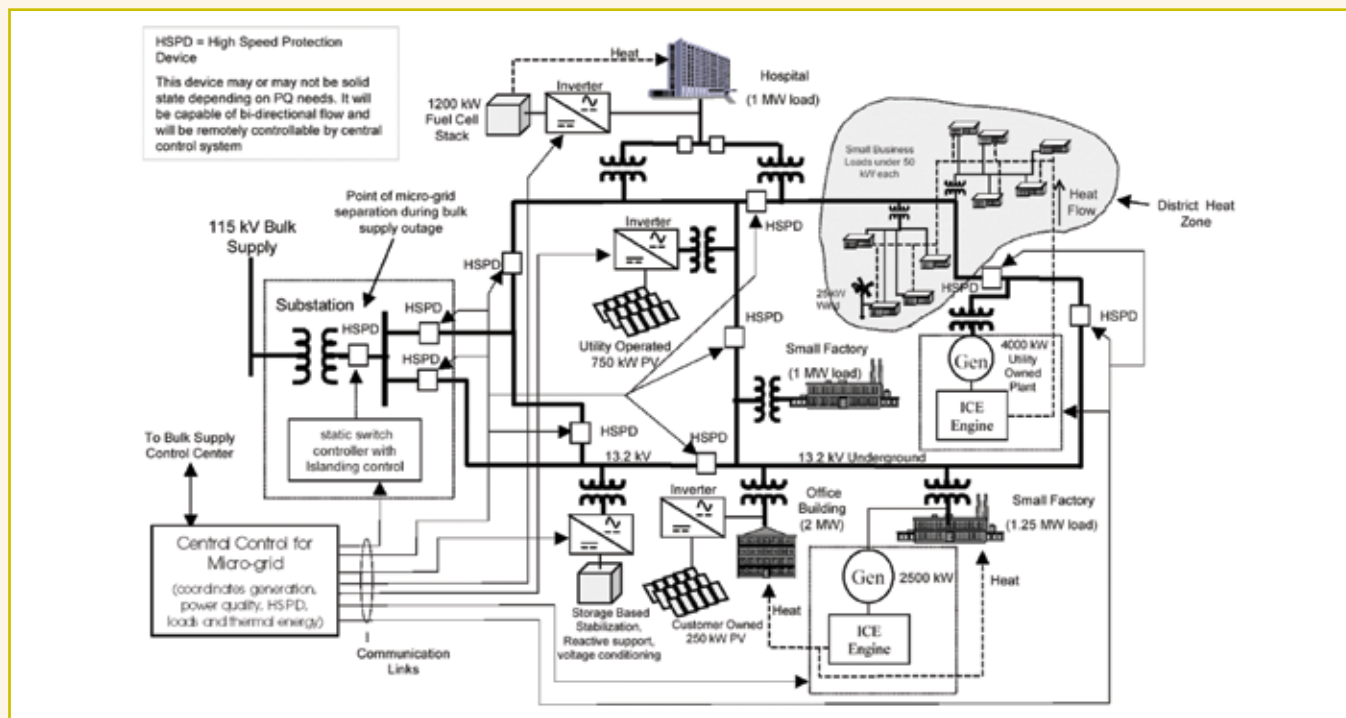 HSPD = High Speed Protection
Device
This device may or may not be solid
state depending on PQ needs. It will
be capable of bi-directional flow and
will be remotely controllable by central
control system
Heat
Inverter
1200 kW
Fuel Cell
Stack
Hospital
(1 MW load)
Small Business
Loads under 50
kW each
Heat
Flow
District Heat
Zone
Point of micro-grid
separation during bulk
supply outage
115 kV Bulk
Supply
Substation
HSPD
HSPD
HSPD
HSPD
Inverter
HSPD
Utility Operated
750 kW PV
HSPD
25kW
Wind
HSPD
HSPD
Gen
4000 kW
Utility
Owned
Plant
ICE
Engine
Small Factory
(1 MW load)
static switch
controller with
Islanding control
To Bulk Supply
Control Center
HSPD
13.2 kV
HSPD
13.2 kV Underground
Inverter
Office
Building
(2 MW)
Small Factory
(1.25 MW load)
Central Control for
Micro-grid
(coordinates generation,
power quality, HSPD,
loads and thermal energy)
Communication
Links
Storage Based
Stabilization,
Reactive support,
voltage conditioning
Customer Owned
250 kW PV
Heat
Gen
2500 kW
ICE
Engine
Heat